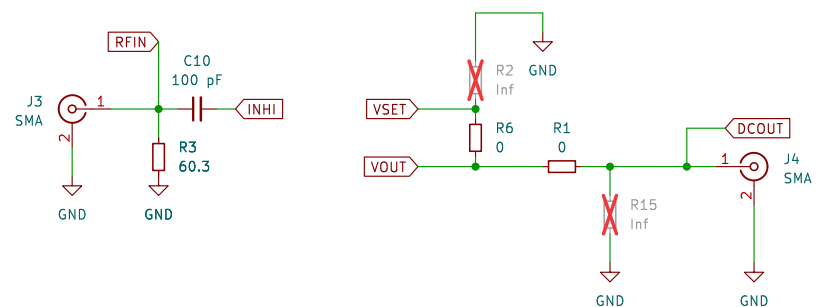 RFIN
C10
100 pF
J3
SMA
1
2
INHI
R3
60.3
GND
GND
R2
Inf
GND
VSET
R6
0
R1
0
VOUT
DCOUT
1
2
J4
SMA
R15
Inf
GND
GND